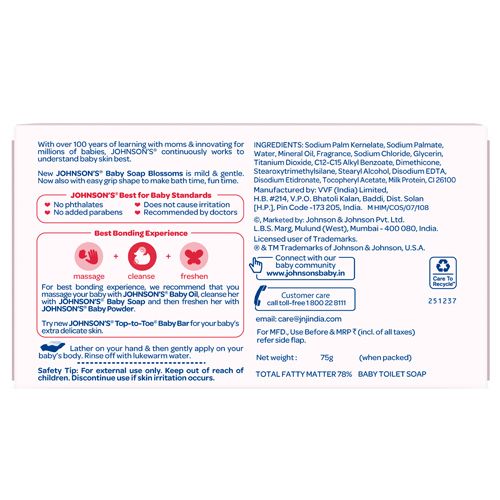 With over 100 years of learning with moms & innovating for
millions of babies, JOHNSON'S® continuously works to
understand baby skin best.
New JOHNSON'S® Baby Soap Blossoms is mild & gentle.
Now also with easy grip shape to make bath time, fun time.
JOHNSON'S® Best for Baby Standards
No phthalates
Does not cause irritation
No added parabens
Recommended by doctors
Best Bonding Experience
massage + cleanse + freshen
For best bonding experience, we recommend that you
massage your baby with JOHNSON'S® Baby Oil, cleanse her
with JOHNSON'S® Baby Soap and then freshen her with
JOHNSON'S® Baby Powder.
Try new JOHNSON'S® Top-to-Toe® Baby Bar for your baby's
extra delicate skin.
Lather on your hand & then gently apply on your
baby's body. Rinse off with lukewarm water.
Safety Tip: For external use only. Keep out of reach of
children. Discontinue use if skin irritation occurs.
INGREDIENTS: Sodium Palm Kernelate, Sodium Palmate,
Water, Mineral Oil, Fragrance, Sodium Chloride, Glycerin,
Titanium Dioxide, C12-C15 Alkyl Benzoate, Dimethicone,
Stearoxytrimethylsilane, Stearyl Alcohol, Disodium EDTA,
Disodium Etidronate, Tocopheryl Acetate, Milk Protein, CI 26100
Manufactured by: VVF (India) Limited,
H.B. #214, V.P.O. Bhatoli Kalan, Baddi, Dist. Solan
[H.P.], Pin Code -173 205, India. M HIM/COS/07/108
©, Marketed by: Johnson & Johnson Pvt. Ltd.
L.B.S. Marg, Mulund (West), Mumbai - 400 080, India.
Licensed user of Trademarks.
® & TM Trademarks of Johnson & Johnson, U.S.A.
Connect with our
baby community
www.johnsonsbaby.in
Customer care
call toll-free 1 800 22 8111
Care To
Recycle®
251237
email: care@jnjindia.com
For MFD., Use Before & MRP ₹ (incl. of all taxes)
refer side flap.
Net weight : 75g (when packed)
TOTAL FATTY MATTER 78% BABY TOILET SOAP